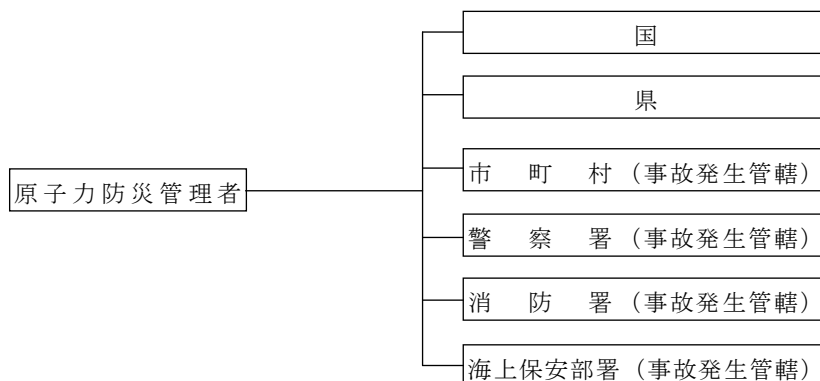 国
県
市町村（事故発生管轄）
原子力防災管理者
警察署（事故発生管轄）
消防署（事故発生管轄）
海上保安部署（事故発生管轄）